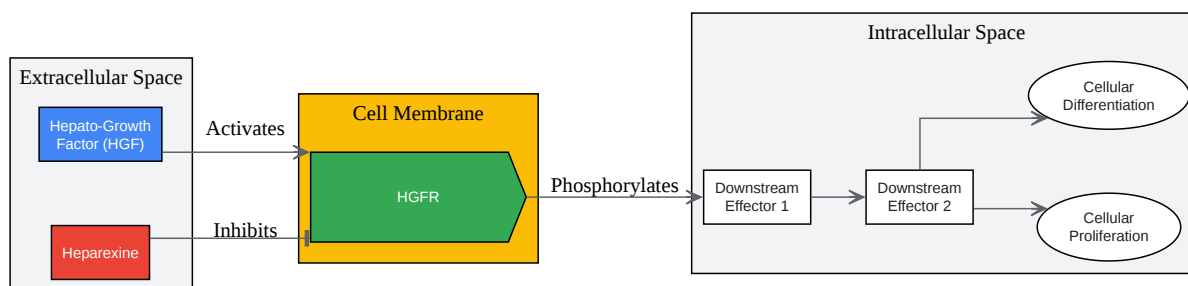 Extracellular Space
Hepato-Growth
Factor (HGF)
Heparexine
Activates
Inhibits
Cell Membrane
HGFR
Phosphorylates
Intracellular Space
Downstream
Effector 1
Downstream
Effector 2
Cellular
Differentiation
Cellular
Proliferation